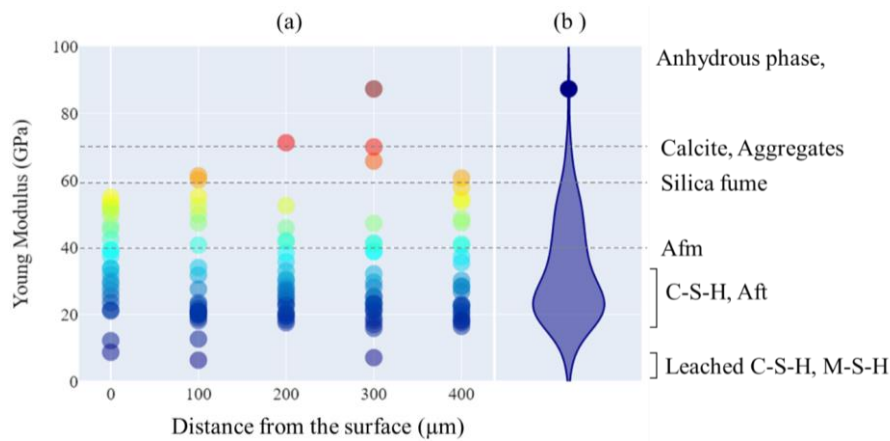 (a)
(b )
100
80
60
40
20
0
Young Modulus (GPa)
0
100
200
300
400
Distance from the surface (μm)
Anhydrous phase,
Calcite, Aggregates
Silica fume
Afm
C-S-H, Aft
Leached C-S-H, M-S-H